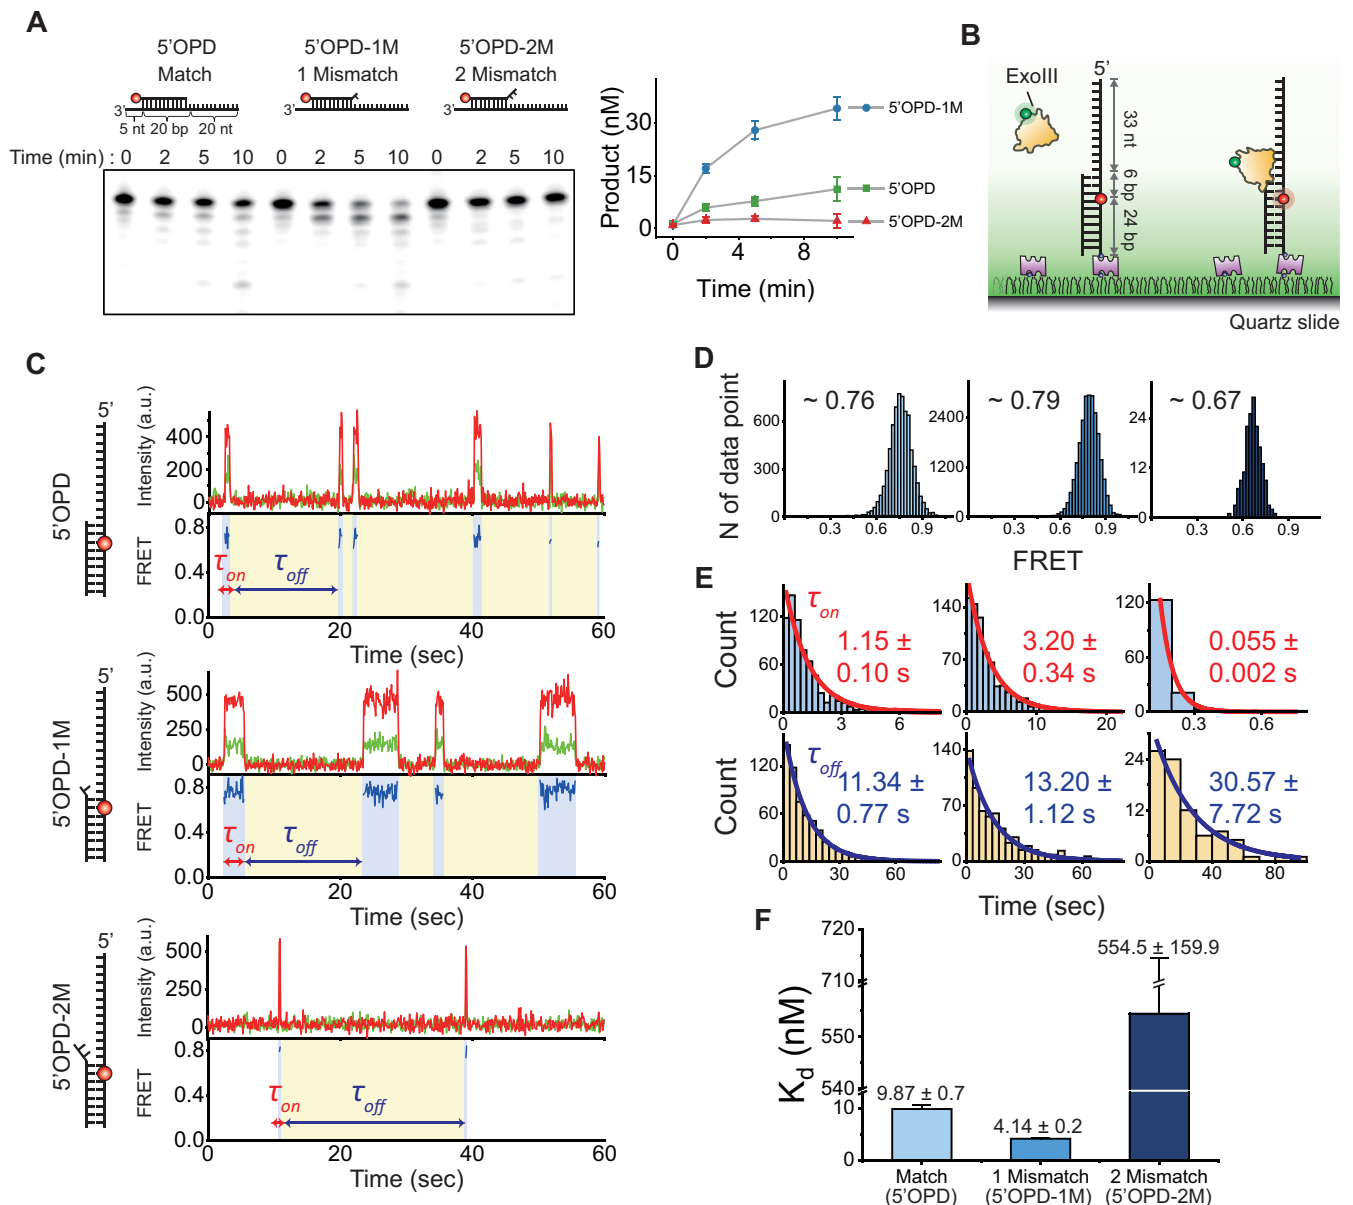 A
5'OPD
Match
5'OPD-1M
1 Mismatch
5'OPD-2M
2 Mismatch
3'
5 nt
20 bp
20 nt
3'
3'
Time (min) : 0 2 5 10 0 2 5 10 0 2 5 10
Product (nM)
30
15
0
0 4 8
Time (min)
5'OPD-1M
5'OPD
5'OPD-2M
B
ExoIII
5'
33 nt
6 bp
24 bp
Quartz slide
C
5'OPD
5'
Intensity (a.u.)
400
200
0
FRET
0.8
0.4
0.0
τon
τoff
0 20 40 60
Time (sec)
5'OPD-1M
5'
Intensity (a.u.)
500
250
0
FRET
0.8
0.4
0.0
τon
τoff
0 20 40 60
Time (sec)
5'OPD-2M
5'
Intensity (a.u.)
500
250
0
FRET
0.8
0.4
0.0
τon
τoff
0 20 40 60
Time (sec)
D
N of data point
600
300
0
~ 0.76
0.3 0.6 0.9
2400
1200
0
~ 0.79
0.3 0.6 0.9
24
12
0
~ 0.67
0.3 0.6 0.9
FRET
E
Count
120
60
0
τon
1.15 ±
0.10 s
0 3 6
140
70
0
3.20 ±
0.34 s
0 10 20
120
60
0
0.055 ±
0.002 s
0.3 0.6
Count
120
60
0
τoff
11.34 ±
0.77 s
0 30 60
140
70
0
13.20 ±
1.12 s
0 30 60
24
12
0
30.57 ±
7.72 s
0 40 80
Time (sec)
F
Kd (nM)
720
710
550
540
10
0
9.87 ± 0.7
4.14 ± 0.2
554.5 ± 159.9
Match
(5'OPD)
1 Mismatch
(5'OPD-1M)
2 Mismatch
(5'OPD-2M)